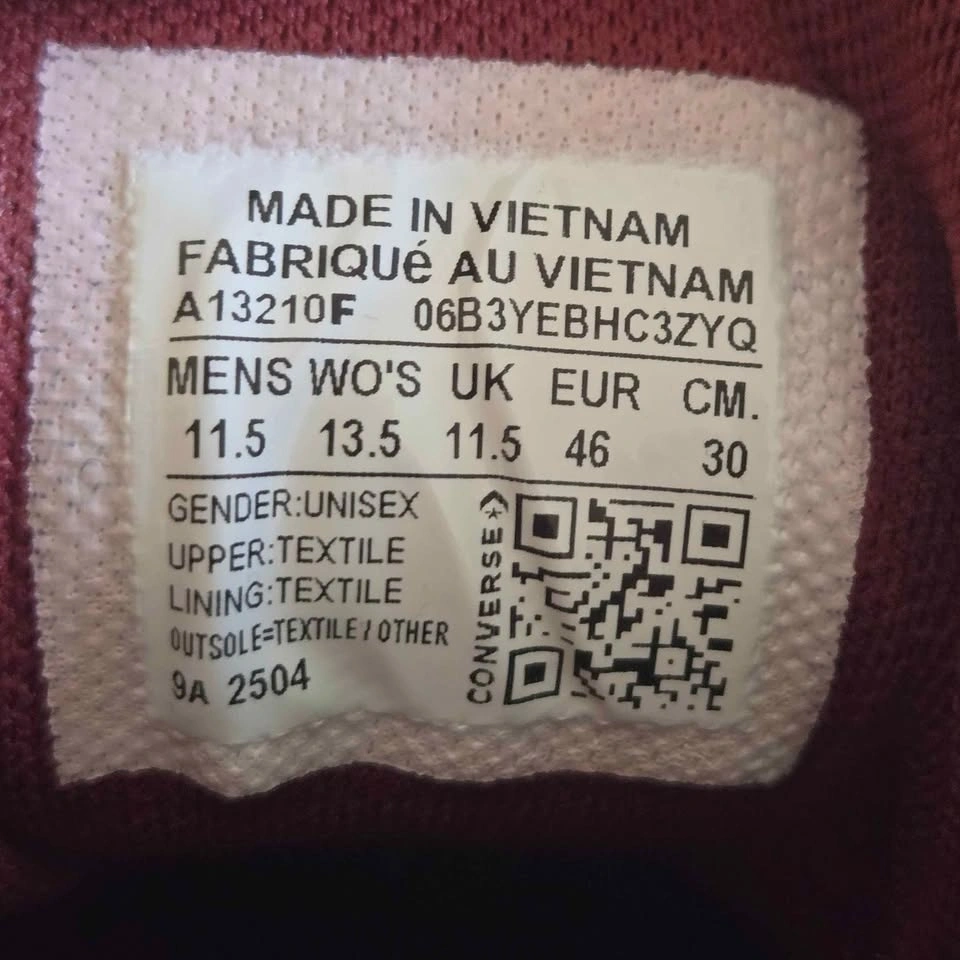 MADE IN VIETNAM
FABRIQUé AU VIETNAM
A13210F 06B3YEBHC3ZYQ
MENS WO'S UK EUR CM.
11.5 13.5 11.5 46 30
GENDER:UNISEX
UPPER:TEXTILE
LINING:TEXTILE
OUTSOLE=TEXTILE / OTHER
9A 2504
CONVERSE